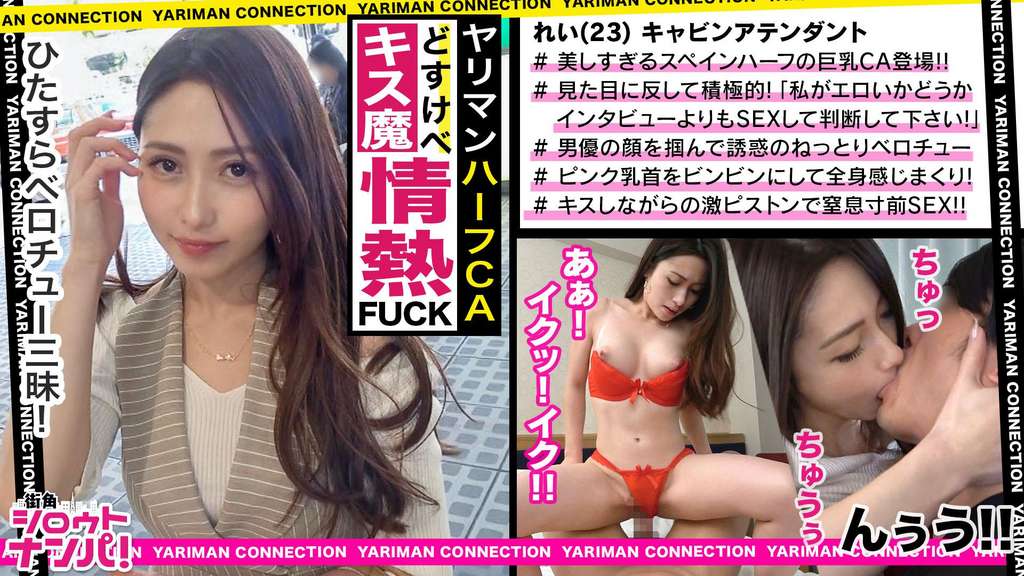 YARIMAN CONNECTION YARIMAN CONNECTION YARIMAN CONNECTION
ひたすらベロチュー三昧!
ヤリマンハーフCA
どすけべ
キス魔
情熱
FUCK
れい(23) キャビンアテンダント
# 美しすぎるスペインハーフの巨乳CA登場!!
# 見た目に反して積極的!「私がエロいかどうか
インタビューよりもSEXして判断して下さい!」
# 男優の顔を掴んで誘惑のねっとりベロチュー
# ピンク乳首をビンビンにして全身感じまくり!
# キスしながらの激ピストンで窒息寸前SEX!!
あぁ!
イクッ!イク!!
ちゅっ
ちゅうぅ
んぅう!!
街角
シロウト
ナンパ!
YARIMAN CONNECTION
YARIMAN CONNECTION
YARIMAN CONNECTION YARIMAN CONNECTION YARIMAN CONNECTION